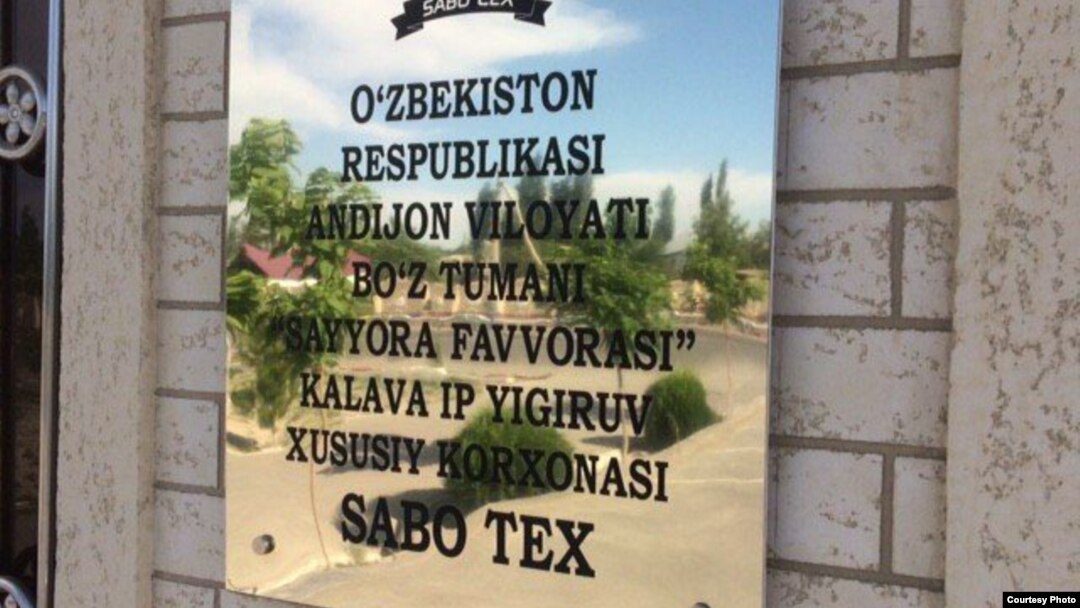 SABO TEX
O‘ZBEKISTON
RESPUBLIKASI
ANDIJON VILOYATI
BO‘Z TUMANI
“SAYYORA FAVVORASI”
KALAVA IP YIGIRUV
XUSUSIY KORXONASI
SABO TEX
Courtesy Photo